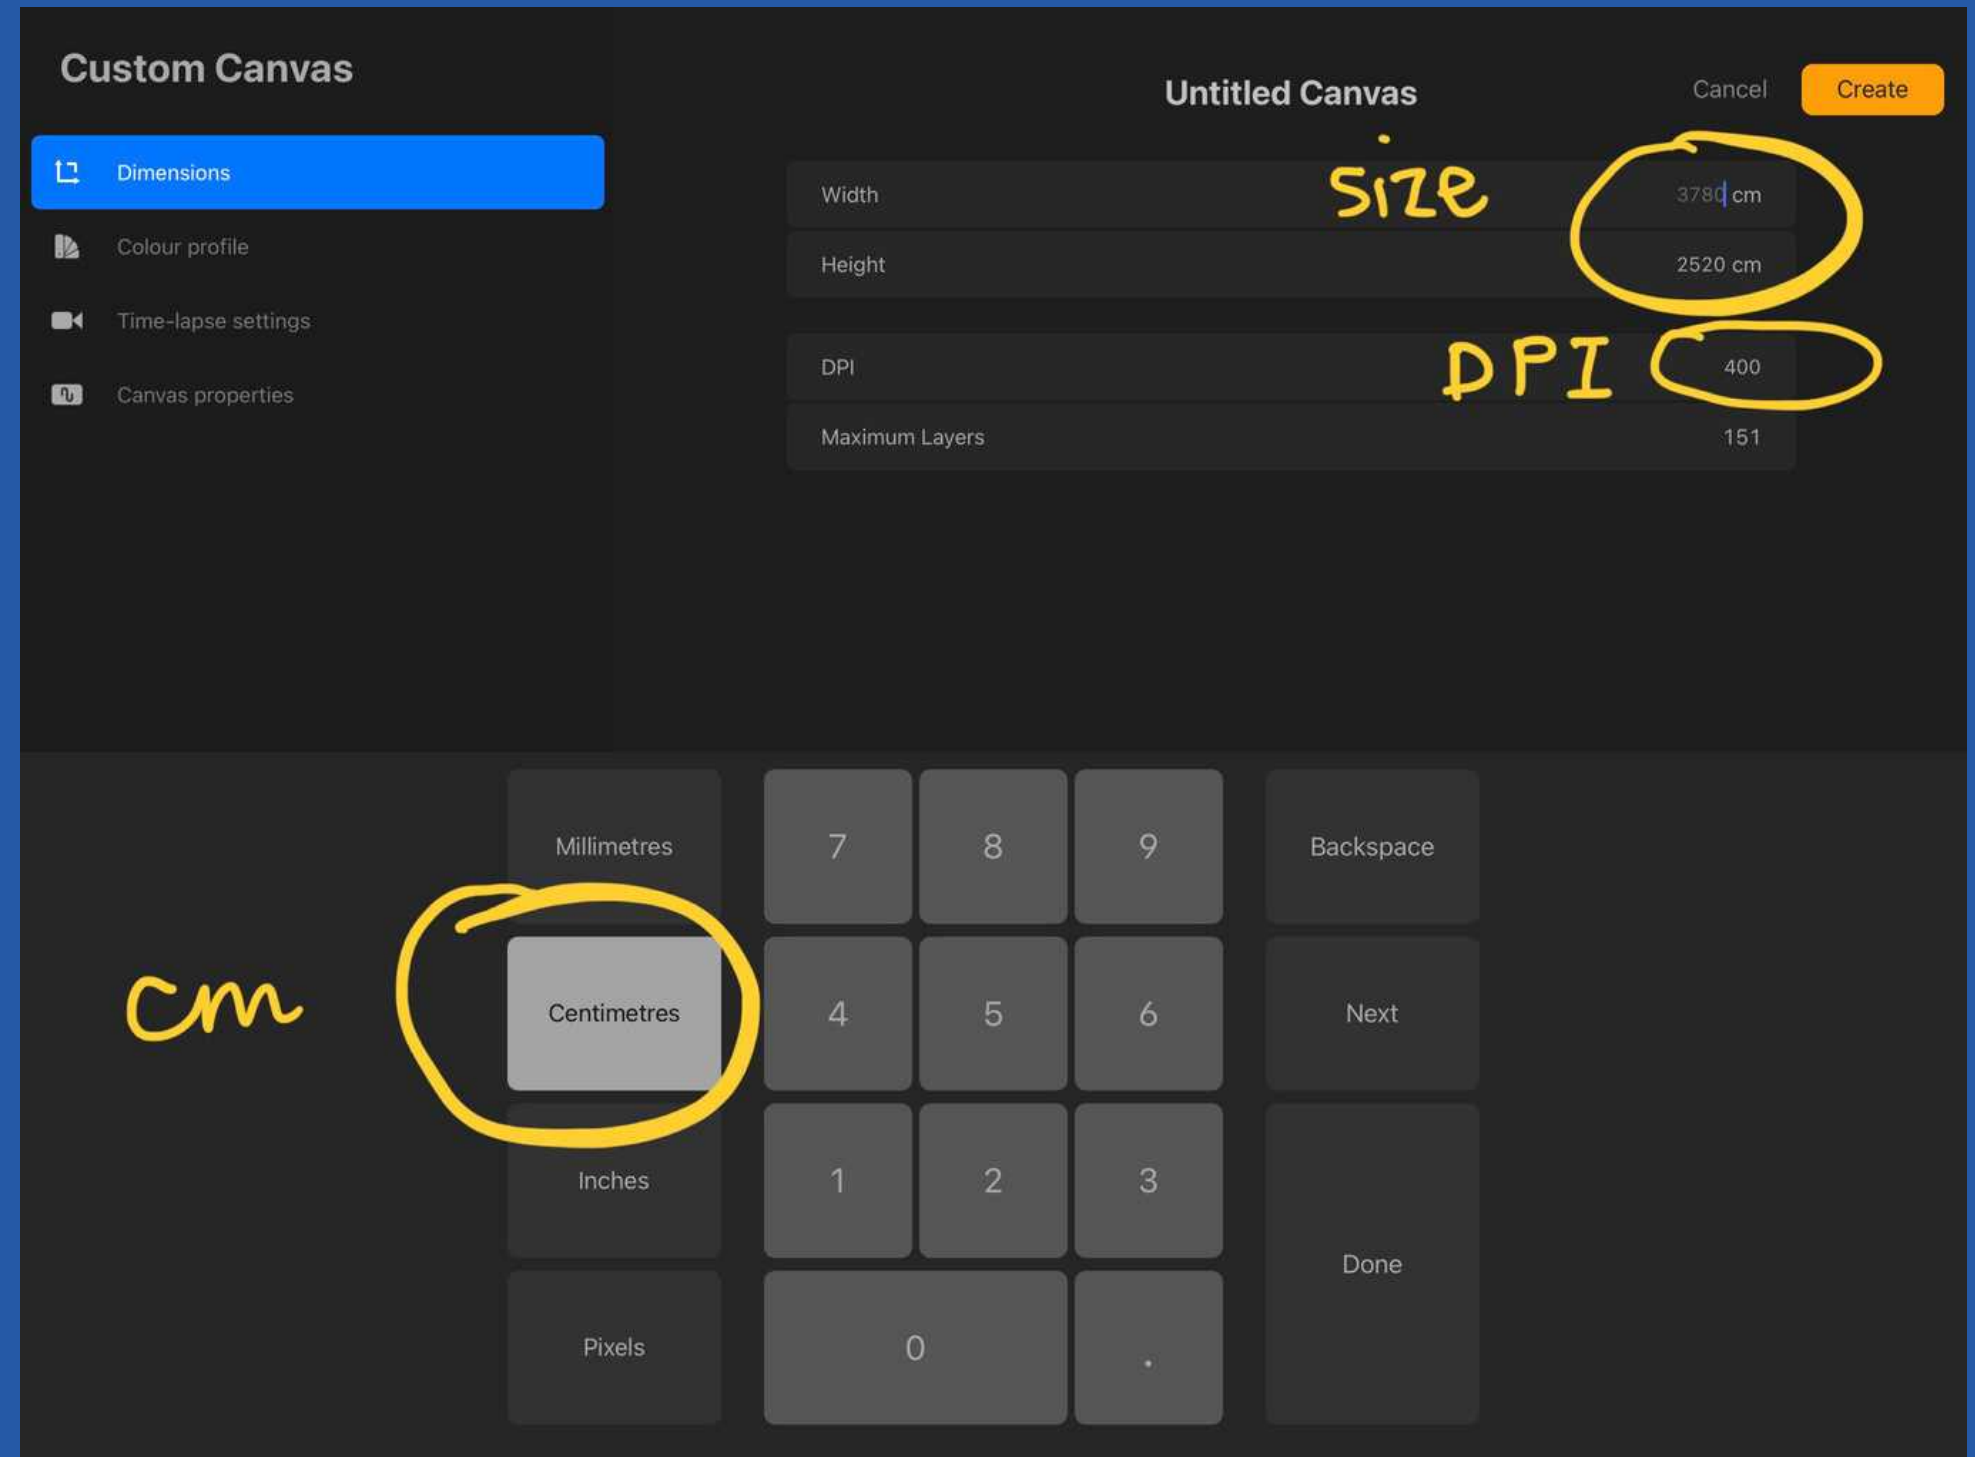 Custom Canvas
Untitled Canvas
Cancel
Create
Dimensions
Colour profile
Time-lapse settings
Canvas properties
size
Width 3780 cm
Height 2520 cm
DPI DPI 400
Maximum Layers 151
Millimetres 7 8 9 Backspace
cm Centimetres 4 5 6 Next
Inches 1 2 3
Done
Pixels 0 .